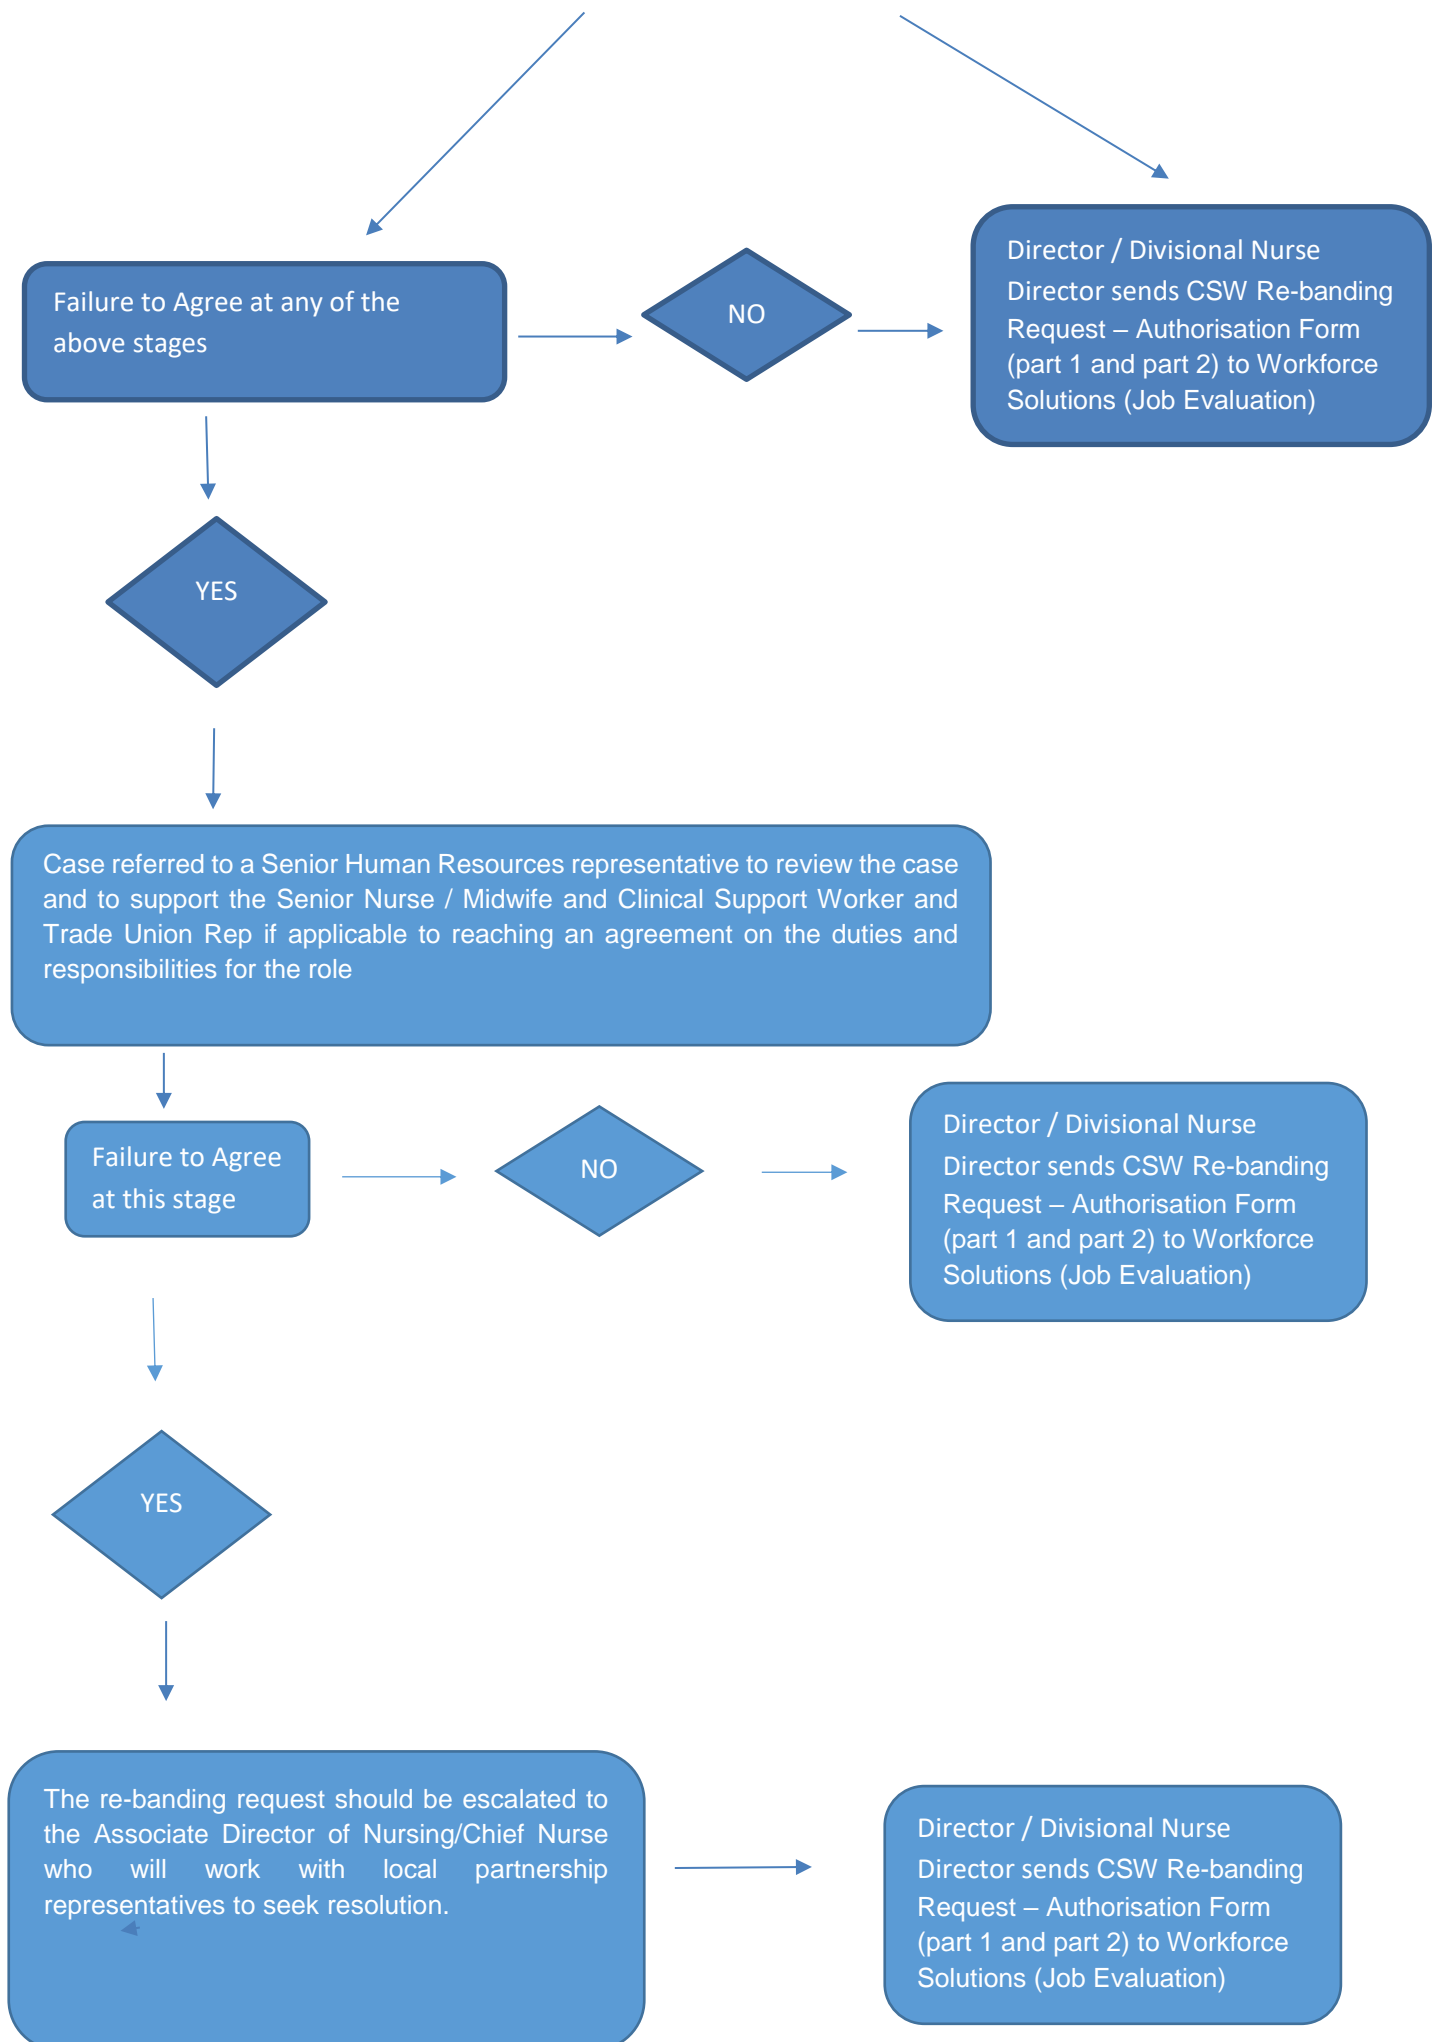 Failure to Agree at any of the
above stages
NO
Director / Divisional Nurse
Director sends CSW Re-banding
Request – Authorisation Form
(part 1 and part 2) to Workforce
Solutions (Job Evaluation)
YES
Case referred to a Senior Human Resources representative to review the case
and to support the Senior Nurse / Midwife and Clinical Support Worker and
Trade Union Rep if applicable to reaching an agreement on the duties and
responsibilities for the role
Failure to Agree
at this stage
NO
Director / Divisional Nurse
Director sends CSW Re-banding
Request – Authorisation Form
(part 1 and part 2) to Workforce
Solutions (Job Evaluation)
YES
The re-banding request should be escalated to
the Associate Director of Nursing/Chief Nurse
who will work with local partnership
representatives to seek resolution.
Director / Divisional Nurse
Director sends CSW Re-banding
Request – Authorisation Form
(part 1 and part 2) to Workforce
Solutions (Job Evaluation)